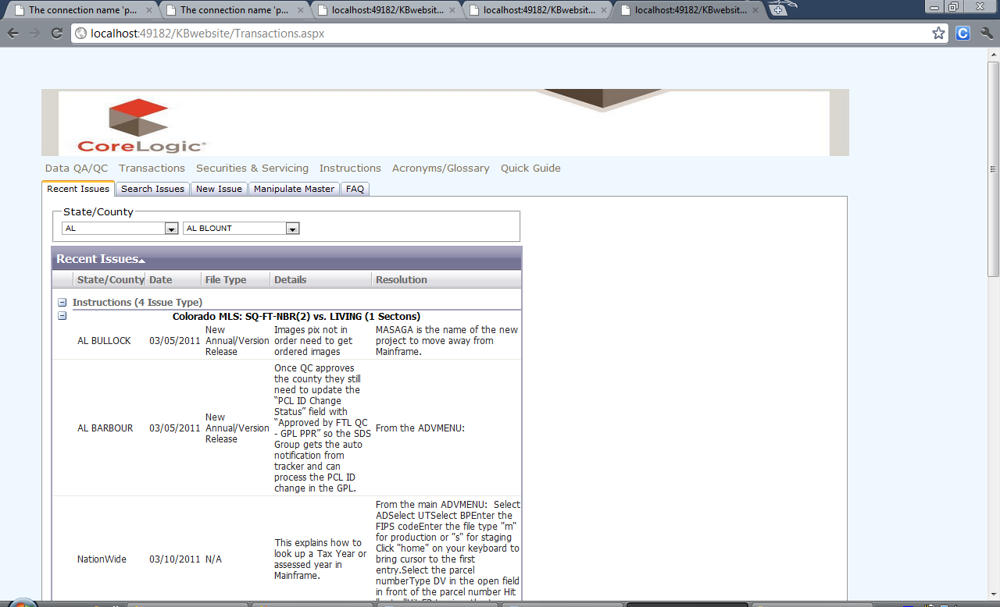 The connection name 'p...
The connection name 'p...
localhost:49182/KBwebsit...
localhost:49182/KBwebsit...
localhost:49182/KBwebsit...
localhost:49182/KBwebsite/Transactions.aspx
CoreLogic
Data QA/QC Transactions Securities & Servicing Instructions Acronyms/Glossary Quick Guide
Recent Issues Search Issues New Issue Manipulate Master FAQ
State/County
AL AL BLOUNT
Recent Issues
State/County Date File Type Details Resolution
Instructions (4 Issue Type)
Colorado MLS: SQ-FT-NBR(2) vs. LIVING (1 Sectons)
AL BULLOCK
03/05/2011
New
Annual/Version
Release
Images pix not in
order need to get
ordered images
MASAGA is the name of the new
project to move away from
Mainframe.
AL BARBOUR
03/05/2011
New
Annual/Version
Release
Once QC approves
the county they still
need to update the
“PCL ID Change
Status” field with
“Approved by FTL QC
- GPL PPR” so the SDS
Group gets the auto
notification from
tracker and can
process the PCL ID
change in the GPL.
From the ADVMENU:
NationWide
03/10/2011
N/A
This explains how to
look up a Tax Year or
assessed year in
Mainframe.
From the main ADVMENU: Select
ADSelect UTSelect BPEnter the
FIPS codeEnter the file type "m"
for production or "s" for staging
Click "home" on your keyboard to
bring cursor to the first
entry.Select the parcel
numberType DV in the open field
in front of the parcel number Hit